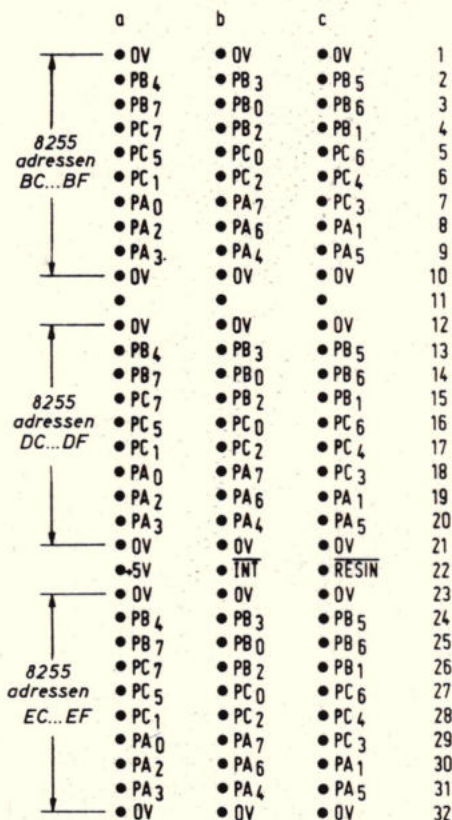 a b c
0V 0V 0V 1
PB4 PB3 PB5 2
PB7 PB0 PB6 3
PC7 PB2 PB1 4
8255
adressen
BC...BF
PC5 PC0 PC6 5
PC1 PC2 PC4 6
PA0 PA7 PC3 7
PA2 PA6 PA1 8
PA3 PA4 PA5 9
0V 0V 0V 10
11
0V 0V 0V 12
PB4 PB3 PB5 13
PB7 PB0 PB6 14
PC7 PB2 PB1 15
8255
adressen
DC...DF
PC5 PC0 PC6 16
PC1 PC2 PC4 17
PA0 PA7 PC3 18
PA2 PA6 PA1 19
PA3 PA4 PA5 20
0V 0V 0V 21
+5V INT RESIN 22
0V 0V 0V 23
PB4 PB3 PB5 24
PB7 PB0 PB6 25
PC7 PB2 PB1 26
8255
adressen
EC...EF
PC5 PC0 PC6 27
PC1 PC2 PC4 28
PA0 PA7 PC3 29
PA2 PA6 PA1 30
PA3 PA4 PA5 31
0V 0V 0V 32